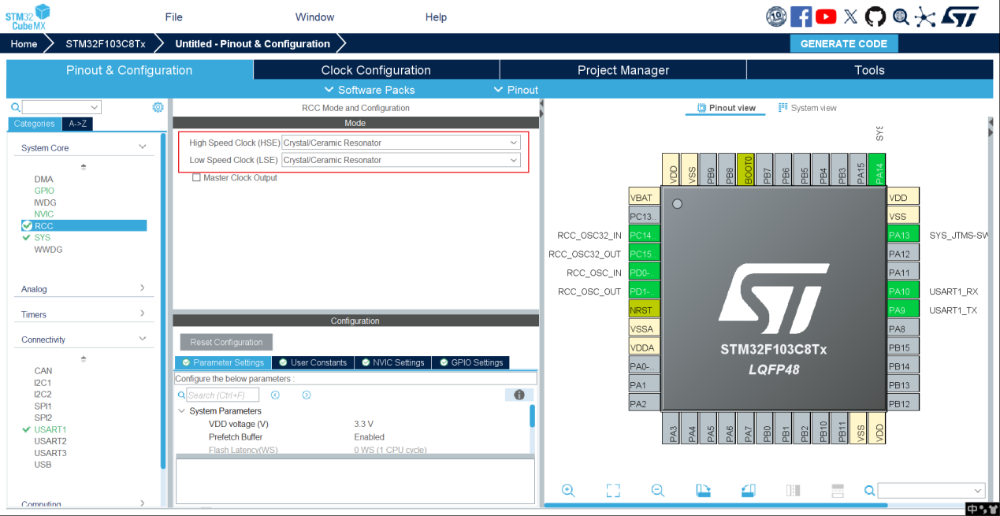 STM32
CubeMX
File
Window
Help
10
Home
STM32F103C8Tx
Untitled - Pinout & Configuration
GENERATE CODE
Pinout & Configuration
Clock Configuration
Project Manager
Tools
Software Packs
Pinout
Categories
A->Z
System Core
DMA
GPIO
IWDG
NVIC
RCC
SYS
WWDG
Analog
Timers
Connectivity
CAN
I2C1
I2C2
SPI1
SPI2
USART1
USART2
USART3
USB
Computing
RCC Mode and Configuration
Mode
High Speed Clock (HSE) Crystal/Ceramic Resonator
Low Speed Clock (LSE) Crystal/Ceramic Resonator
Master Clock Output
Configuration
Reset Configuration
Parameter Settings
User Constants
NVIC Settings
GPIO Settings
Configure the below parameters :
Search (Ctrl+F)
System Parameters
VDD voltage (V) 3.3 V
Prefetch Buffer Enabled
Flash Latency(WS) 0 WS (1 CPU cycle)
Pinout view
System view
SYS
VDD
VSS
PB9
PB8
BOOT0
PB7
PB6
PB5
PB4
PB3
PA15
PA14
VBAT
PC13..
RCC_OSC32_IN PC14..
RCC_OSC32_OUT PC15..
RCC_OSC_IN PD0-..
RCC_OSC_OUT PD1-..
NRST
VSSA
VDDA
PA0-..
PA1
PA2
STM32F103C8Tx
LQFP48
VDD
VSS
PA13 SYS_JTMS-SW
PA12
PA11
PA10 USART1_RX
PA9 USART1_TX
PA8
PB15
PB14
PB13
PB12
PA3
PA4
PA5
PA6
PA7
PB0
PB1
PB2
PB10
PB11
VSS
VDD
中